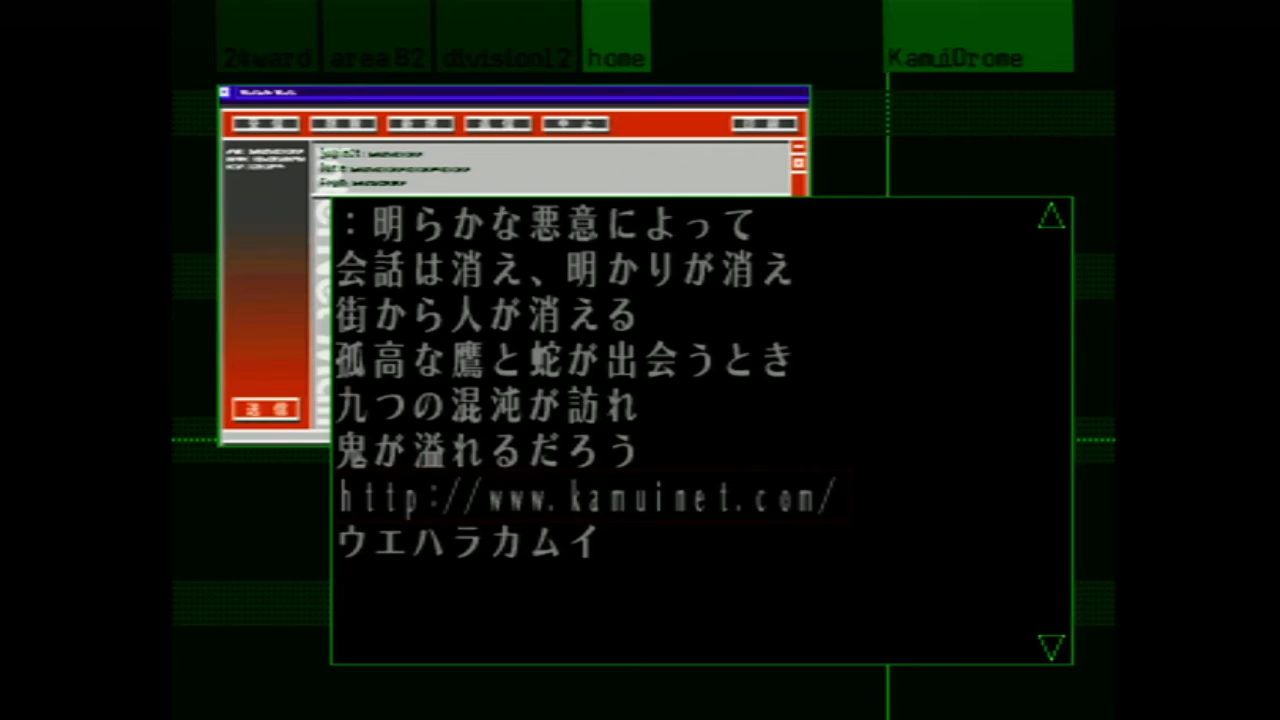 24ward area82 division12 home KamuiDrome
送信
：明らかな悪意によって
会話は消え、明かりが消え
街から人が消える
孤高な鷹と蛇が出会うとき
九つの混沌が訪れ
鬼が溢れるだろう
http://www.kamuinet.com/
ウエハラカムイ